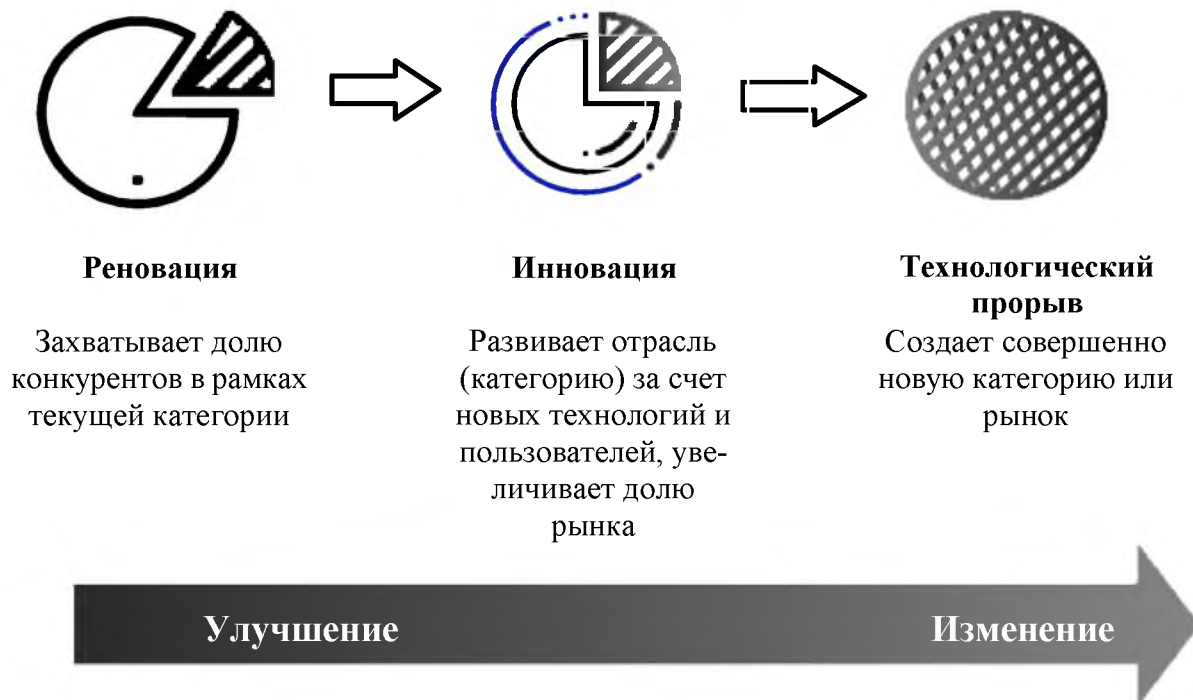 Реновация
Захватывает долю
конкурентов в рамках
текущей категории
Инновация
Развивает отрасль
(категорию) за счет
новых технологий и
пользователей, уве-
личивает долю
рынка
Технологический
прорыв
Создает совершенно
новую категорию или
рынок
Улучшение
Изменение